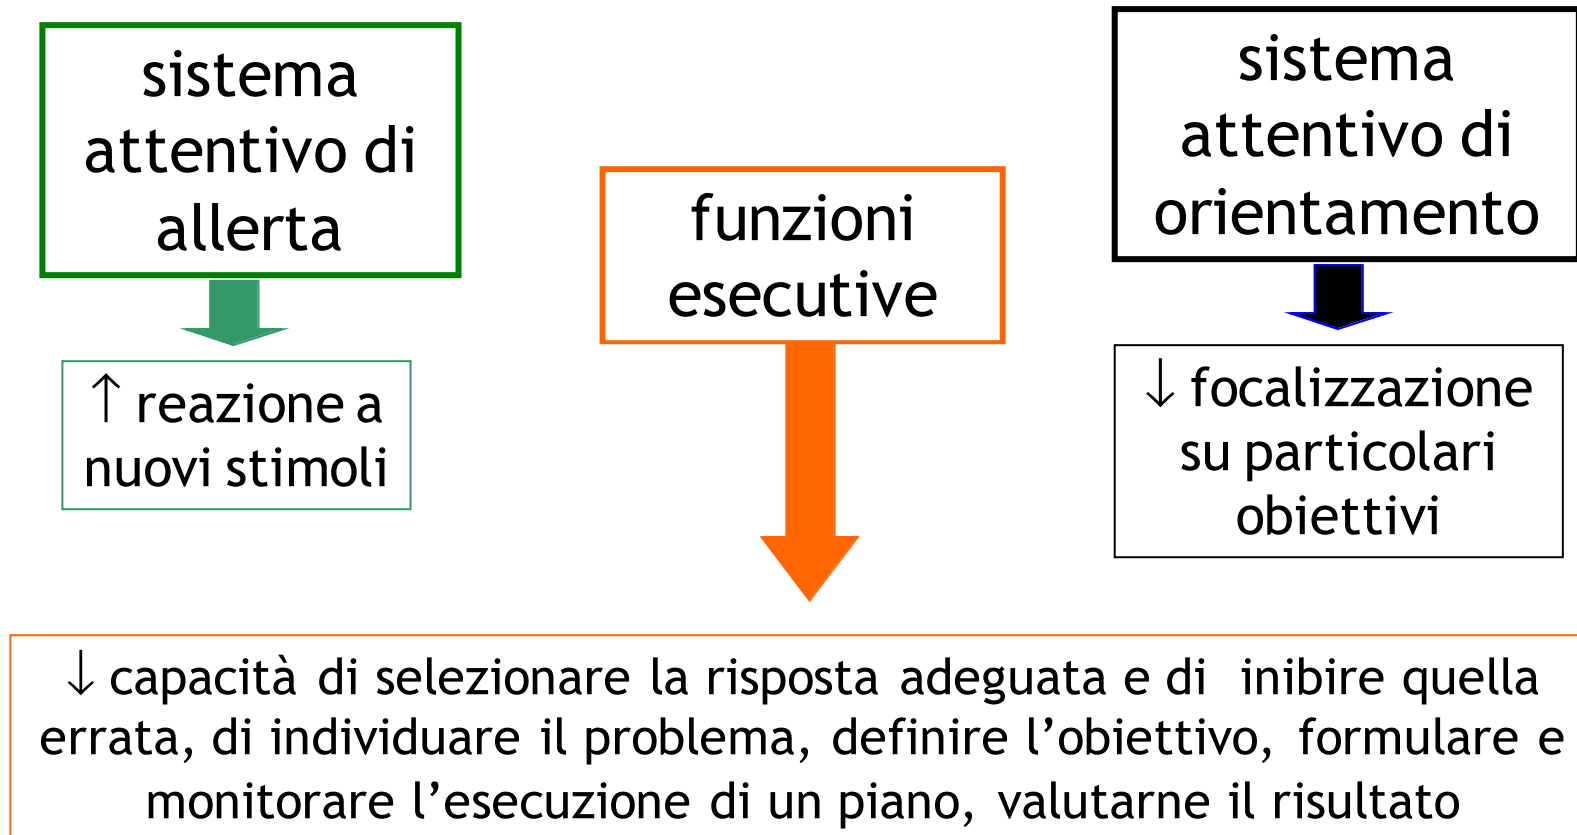 sistema
attentivo di
allerta
↑ reazione a
nuovi stimoli
funzioni
esecutive
sistema
attentivo di
orientamento
↓ focalizzazione
su particolari
obiettivi
↓ capacità di selezionare la risposta adeguata e di inibire quella
errata, di individuare il problema, definire l’obiettivo, formulare e
monitorare l’esecuzione di un piano, valutarne il risultato